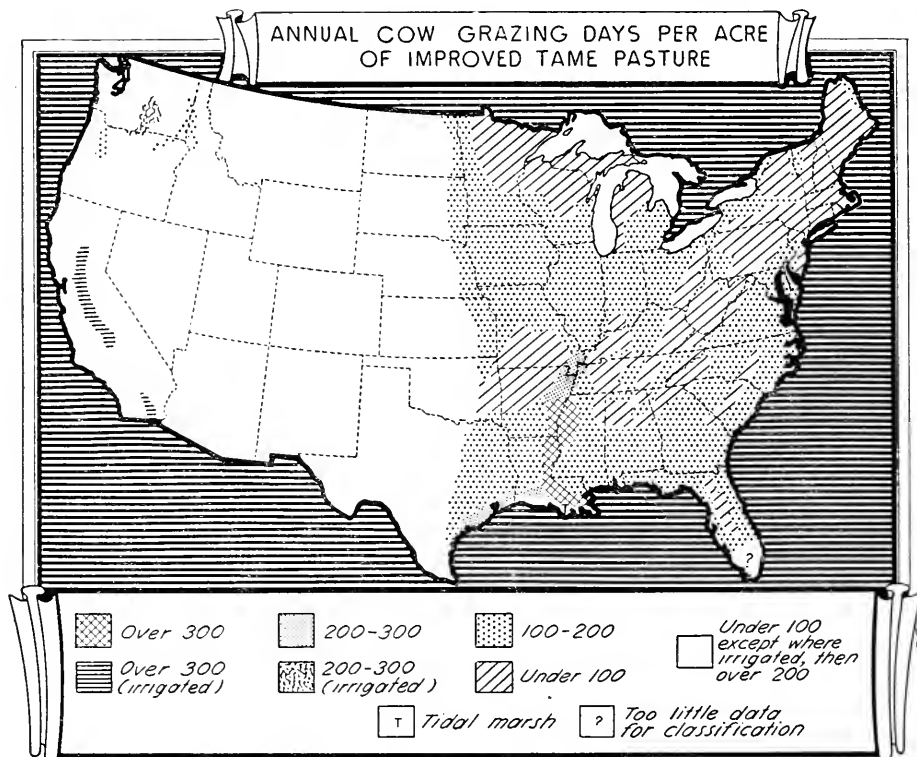 ANNUAL COW GRAZING DAYS PER ACRE
OF IMPROVED TAME PASTURE
T
?
Over 300
200-300
100-200
Under 100
except where
irrigated, then
over 200
Over 300
(irrigated)
200-300
(irrigated)
Under 100
T Tidal marsh
? Too little data
for classification